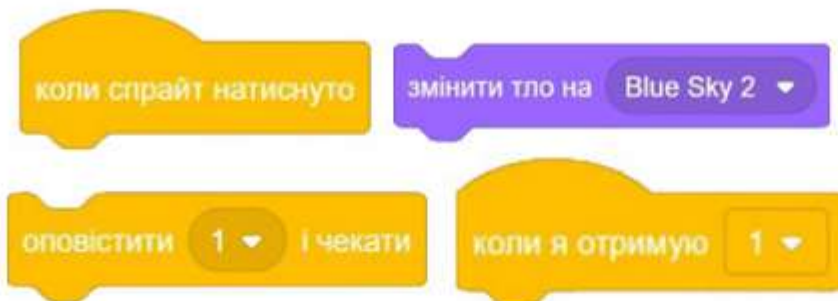 коли спрайт натиснуто
змінити тло на Blue Sky 2
оповістити 1 і чекати
коли я отримую 1